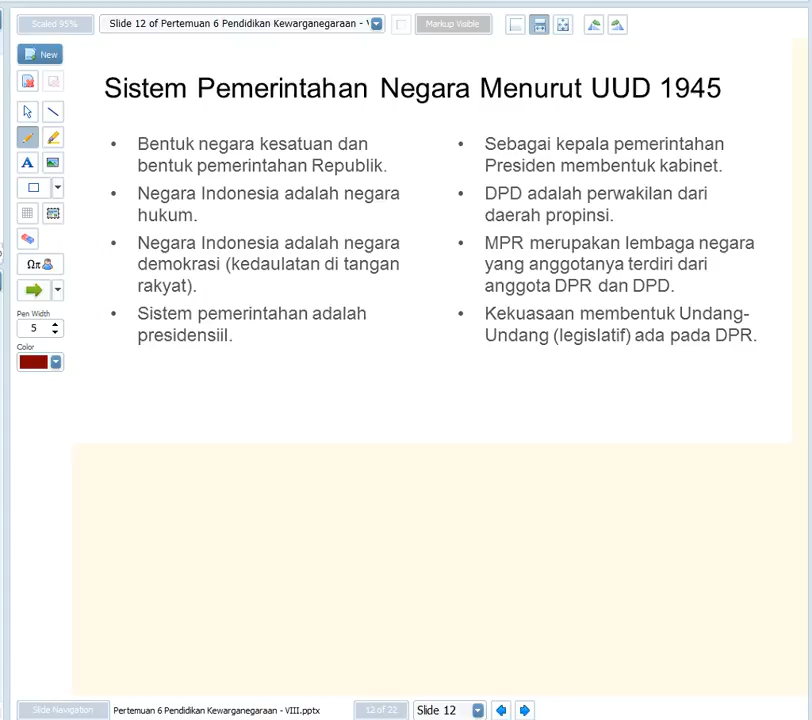 Scaled 95%
Slide 12 of Pertemuan 6 Pendidikan Kewarganegaraan - V
Markup Visible
New
Sistem Pemerintahan Negara Menurut UUD 1945
• Bentuk negara kesatuan dan
bentuk pemerintahan Republik.
• Negara Indonesia adalah negara
hukum.
• Negara Indonesia adalah negara
demokrasi (kedaulatan di tangan
rakyat).
• Sistem pemerintahan adalah
presidensiil.
• Sebagai kepala pemerintahan
Presiden membentuk kabinet.
• DPD adalah perwakilan dari
daerah propinsi.
• MPR merupakan lembaga negara
yang anggotanya terdiri dari
anggota DPR dan DPD.
• Kekuasaan membentuk Undang-
Undang (legislatif) ada pada DPR.
A
Ωπ
Pen Width
5
Color
Slide Navigation
Pertemuan 6 Pendidikan Kewarganegaraan - VIII.pptx
12 of 22
Slide 12